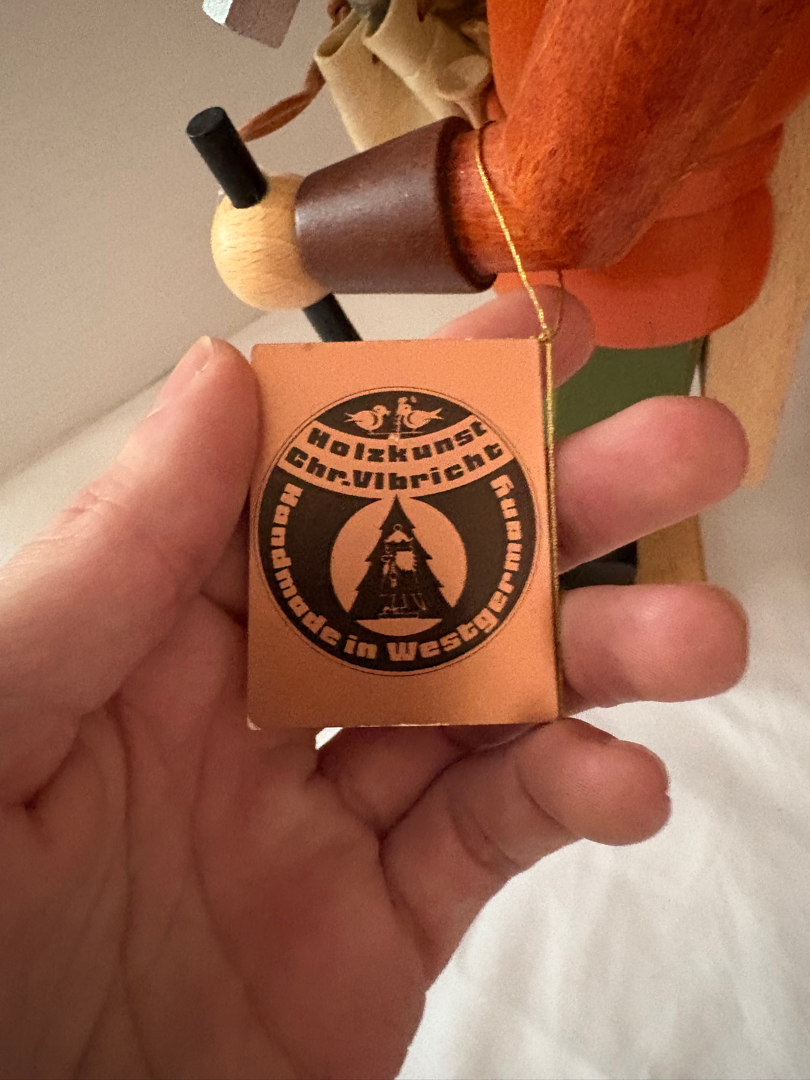 Holzkunst
Chr.Vlbricht
Handmade in Westgermany